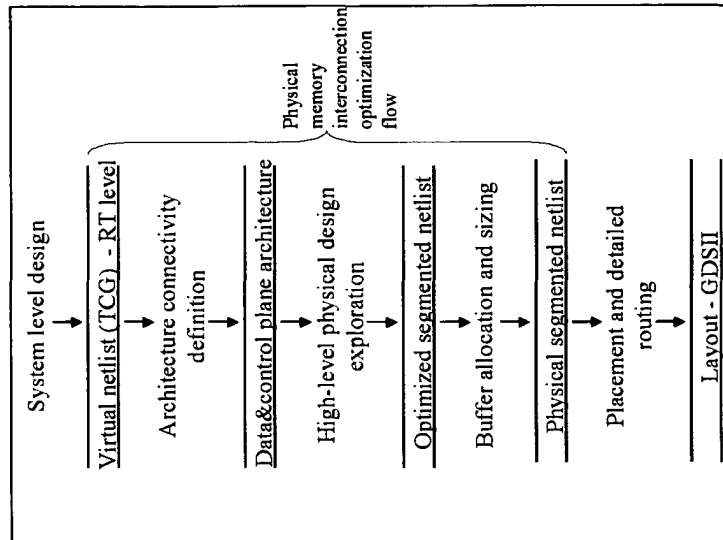 System level design
Virtual netlist (TCG) - RT level
Architecture connectivity
definition
Data&control plane architecture
High-level physical design
exploration
Optimized segmented netlist
Buffer allocation and sizing
Physical segmented netlist
Placement and detailed
routing
Layout - GDSII
Physical
memory
interconnection
optimization
flow